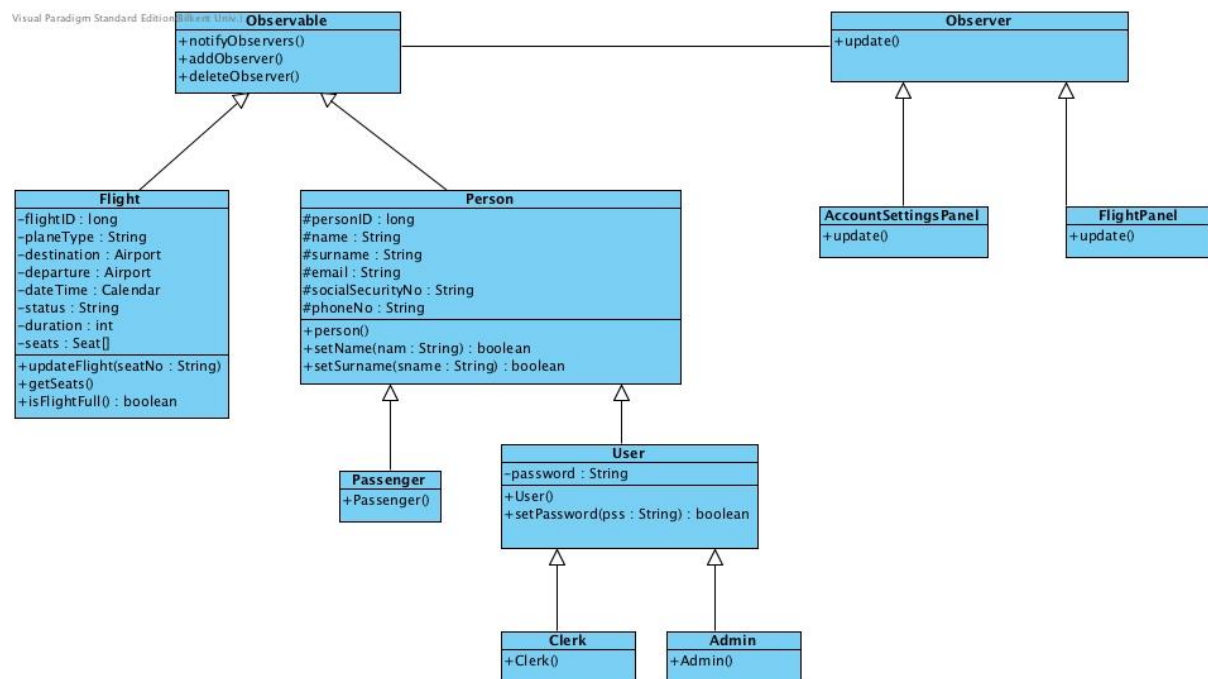 Visual Paradigm Standard Edition(Bilkent Univ.)
Observable
+notifyObservers()
+addObserver()
+deleteObserver()
Observer
+update()
Flight
-flightID : long
-planeType : String
-destination : Airport
-departure : Airport
-dateTime : Calendar
-status : String
-duration : int
-seats : Seat[]
+updateFlight(seatNo : String)
+getSeats()
+isFlightFull() : boolean
Person
#personID : long
#name : String
#surname : String
#email : String
#socialSecurityNo : String
#phoneNo : String
+person()
+setName(nam : String) : boolean
+setSurname(sname : String) : boolean
AccountSettingsPanel
+update()
FlightPanel
+update()
Passenger
+Passenger()
User
-password : String
+User()
+setPassword(pss : String) : boolean
Clerk
+Clerk()
Admin
+Admin()